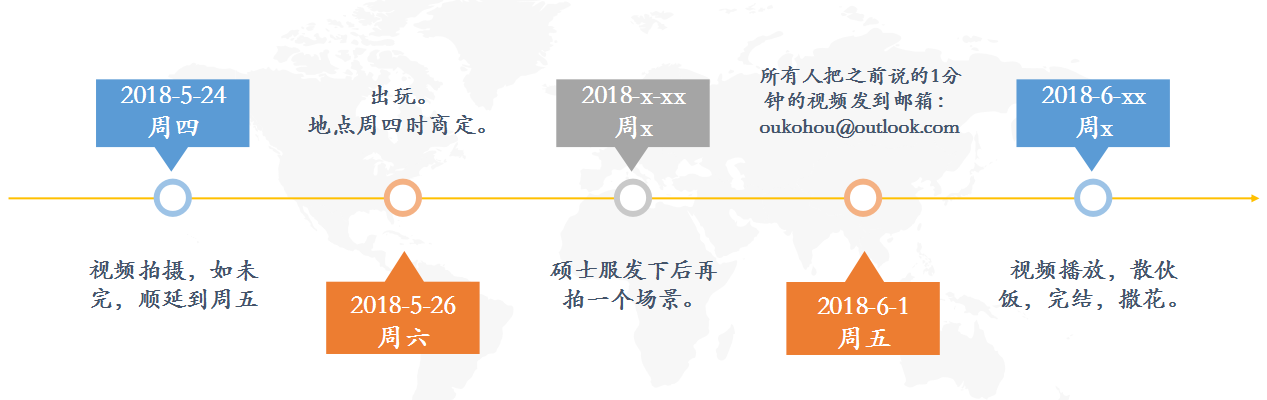 2018-5-24
周四
视频拍摄，如未
完，顺延到周五
出玩。
地点周四时商定。
2018-5-26
周六
2018-x-xx
周x
硕士服发下后再
拍一个场景。
所有人把之前说的1分
钟的视频发到邮箱：
oukohou@outlook.com
2018-6-1
周五
2018-6-xx
周x
视频播放，散伙
饭，完结，撒花。